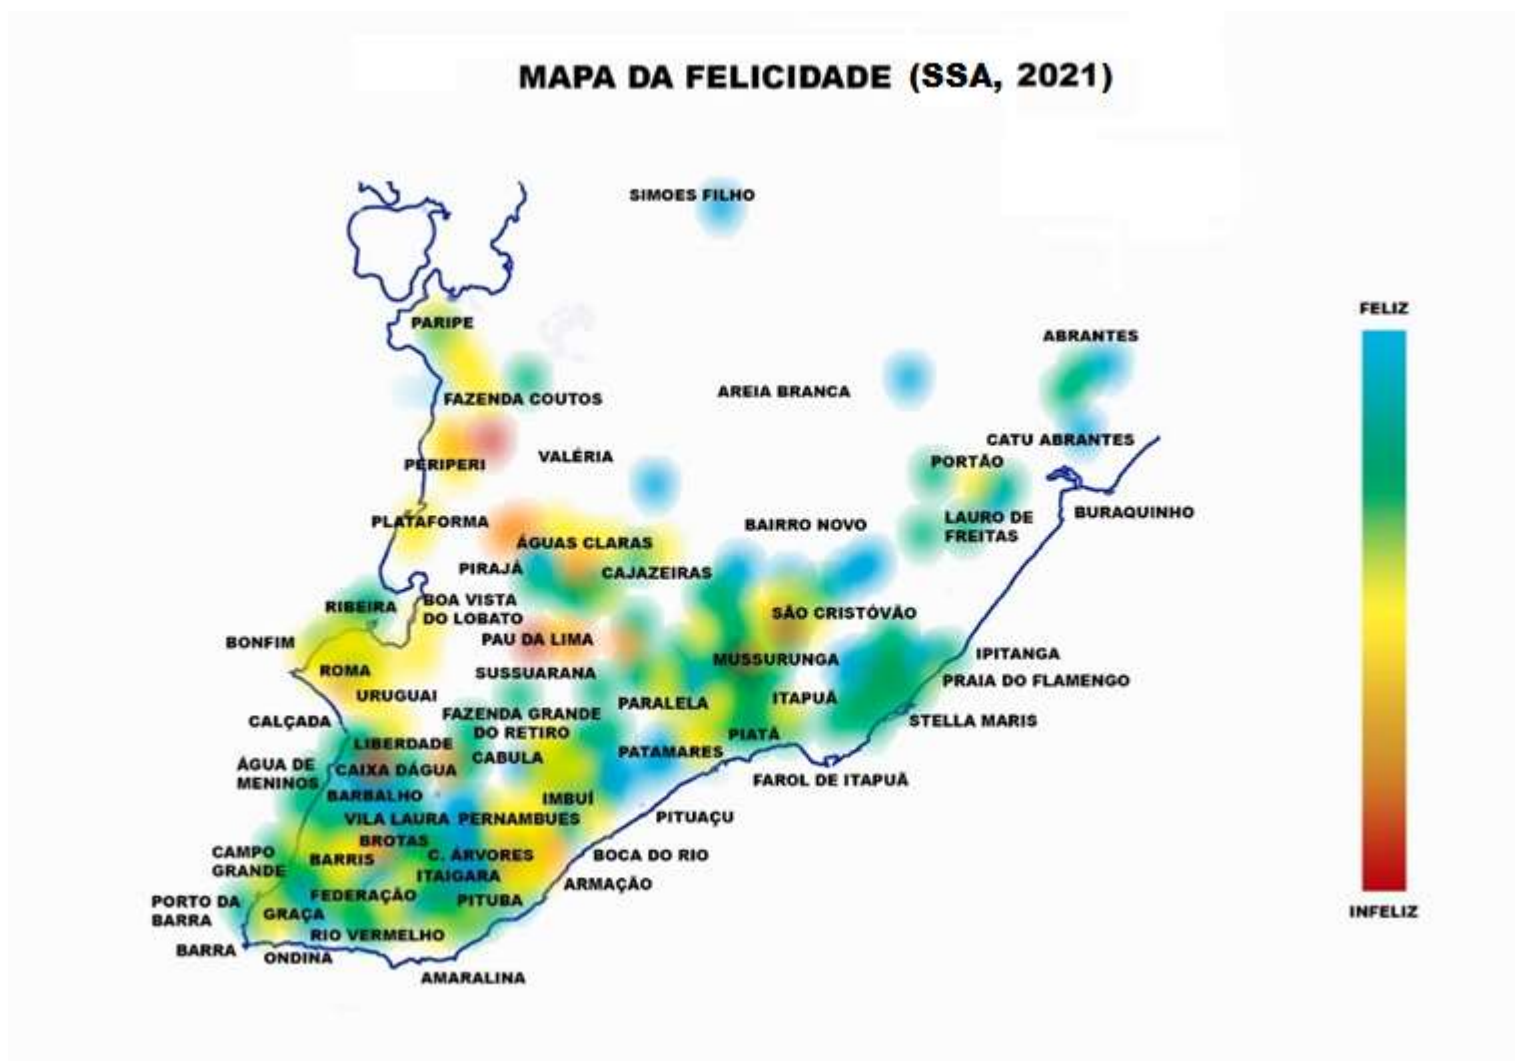 MAPA DA FELICIDADE (SSA, 2021)
SIMOES FILHO
FELIZ
PARIPE
ABRANTES
AREIA BRANCA
FAZENDA COUTOS
CATU ABRANTES
VALÉRIA
PORTÃO
PERIPERI
BURAQUINHO
PLATAFORMA
BAIRRO NOVO
LAURO DE
FREITAS
ÁGUAS CLARAS
PIRAJÁ
CAJAZEIRAS
BOA VISTA
DO LOBATO
RIBEIRA
SÃO CRISTÓVÃO
BONFIM
PAU DA LIMA
IPITANGA
MUSSURUNGA
ROMA
SUSSUARANA
PRAIA DO FLAMENGO
URUGUAI
ITAPUÃ
PARALELA
CALÇADA
FAZENDA GRANDE
DO RETIRO
STELLA MARIS
PIATÃ
LIBERDADE
PATAMARES
CABULA
ÁGUA DE
MENINOS
CAIXA DÁGUA
FAROL DE ITAPUÃ
BARBALHO
IMBUÍ
VILA LAURA
PERNAMBUES
PITUAÇU
BROTAS
CAMPO
GRANDE
BARRIS
C. ÁRVORES
BOCA DO RIO
ITAIGARA
ARMAÇÃO
FEDERAÇÃO
PITUBA
PORTO DA
BARRA
GRAÇA
INFELIZ
RIO VERMELHO
BARRA
ONDINA
AMARALINA